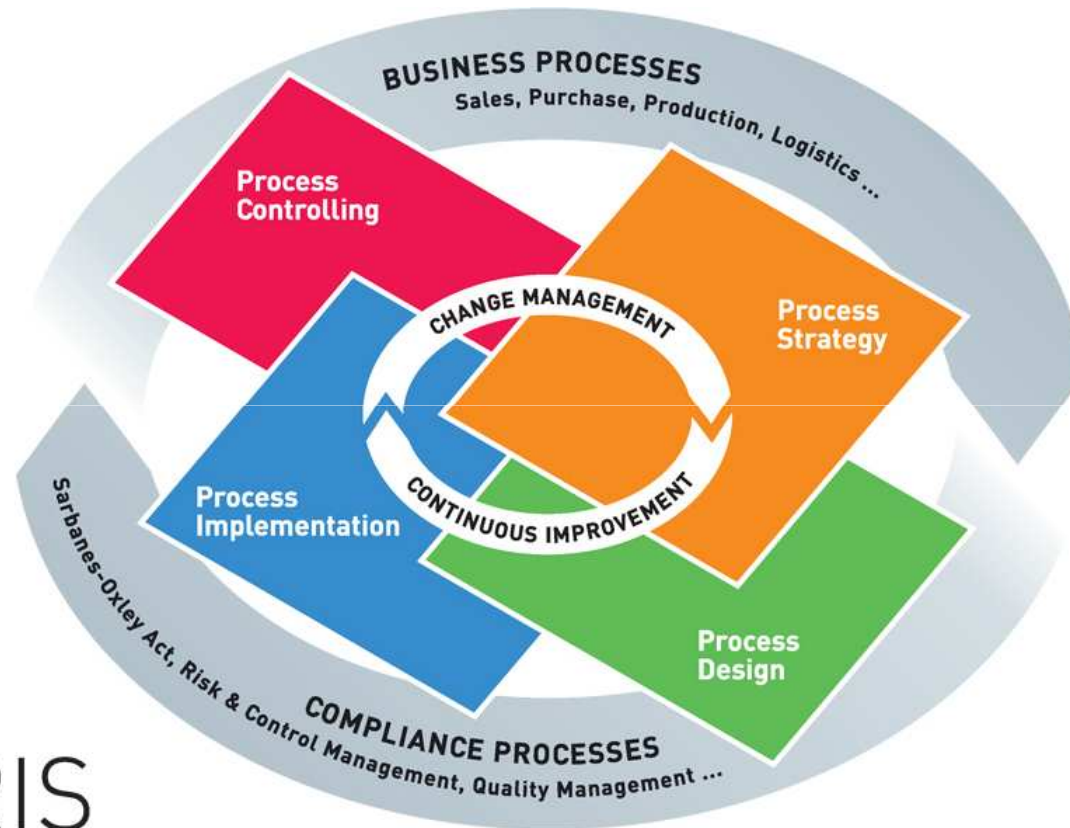 BUSINESS PROCESSES
Sales, Purchase, Production, Logistics ...
Process
Controlling
Process
Strategy
CHANGE MANAGEMENT
CONTINUOUS IMPROVEMENT
Process
Implementation
Process
Design
COMPLIANCE PROCESSES
Sarbanes-Oxley Act, Risk & Control Management, Quality Management ...